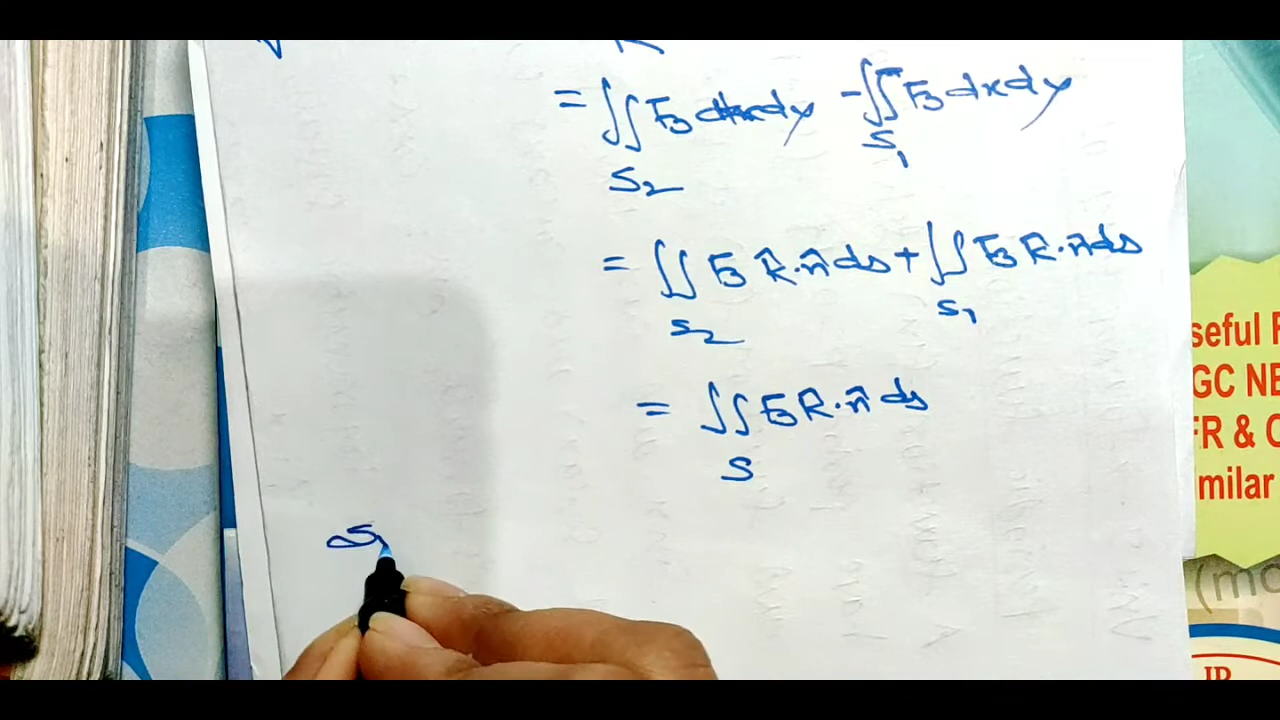 = ∬ F₃ dxdy - ∬ F₃ dxdy
S₂ S₁
= ∬ F₃ k̂.n̂ ds + ∬ F₃ k̂.n̂ ds
S₂ S₁
= ∬ F₃ k̂.n̂ ds
S
seful
GC NE
FR & C
milar
(mo